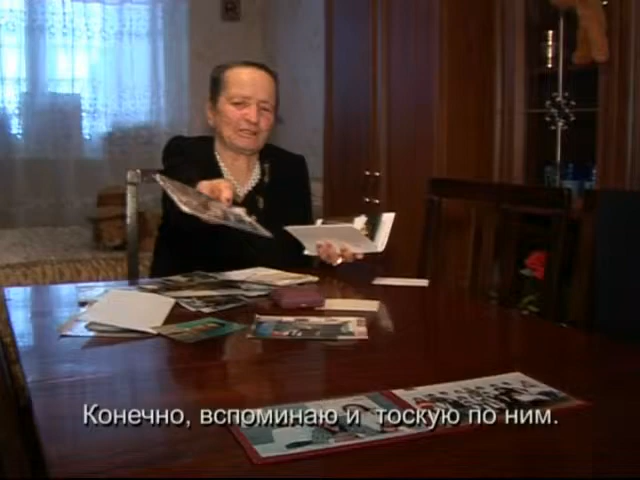 Конечно, вспоминаю и тоскую по ним.